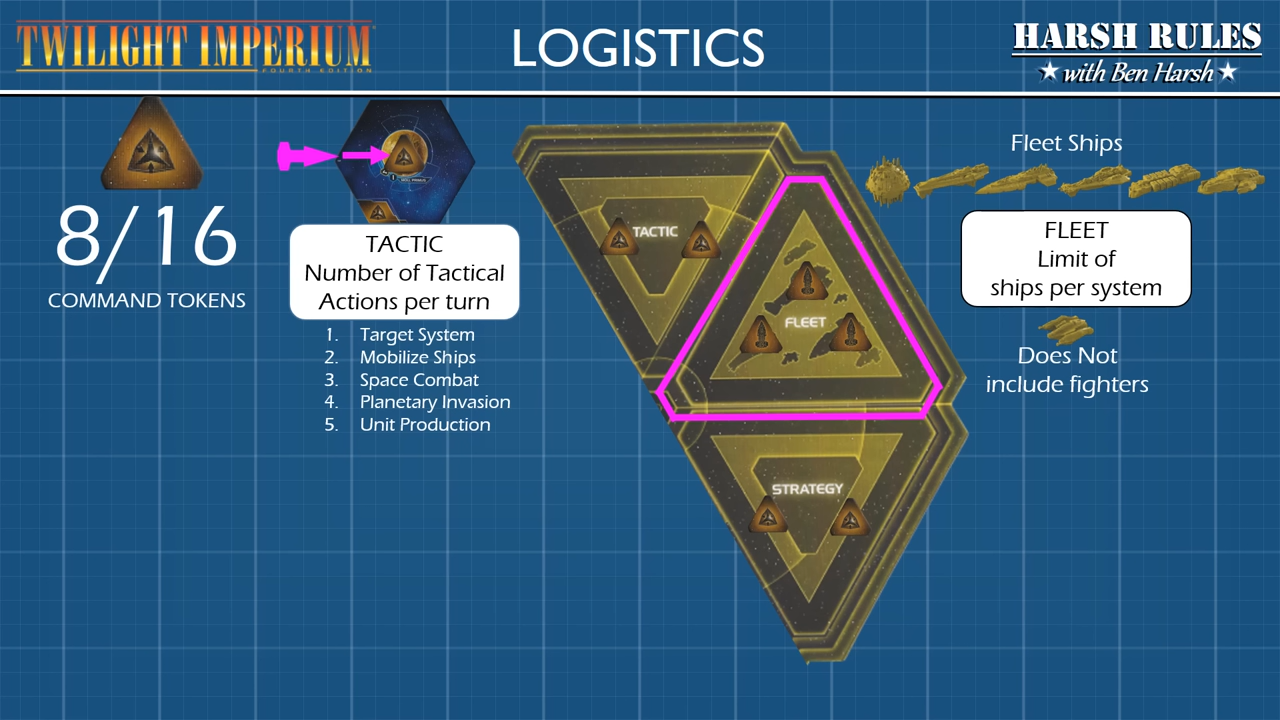 TWILIGHT IMPERIUM
FOURTH EDITION
LOGISTICS
HARSH RULES
with Ben Harsh
8/16
COMMAND TOKENS
TACTIC
Number of Tactical
Actions per turn
1. Target System
2. Mobilize Ships
3. Space Combat
4. Planetary Invasion
5. Unit Production
TACTIC
FLEET
STRATEGY
Fleet Ships
FLEET
Limit of
ships per system
Does Not
include fighters